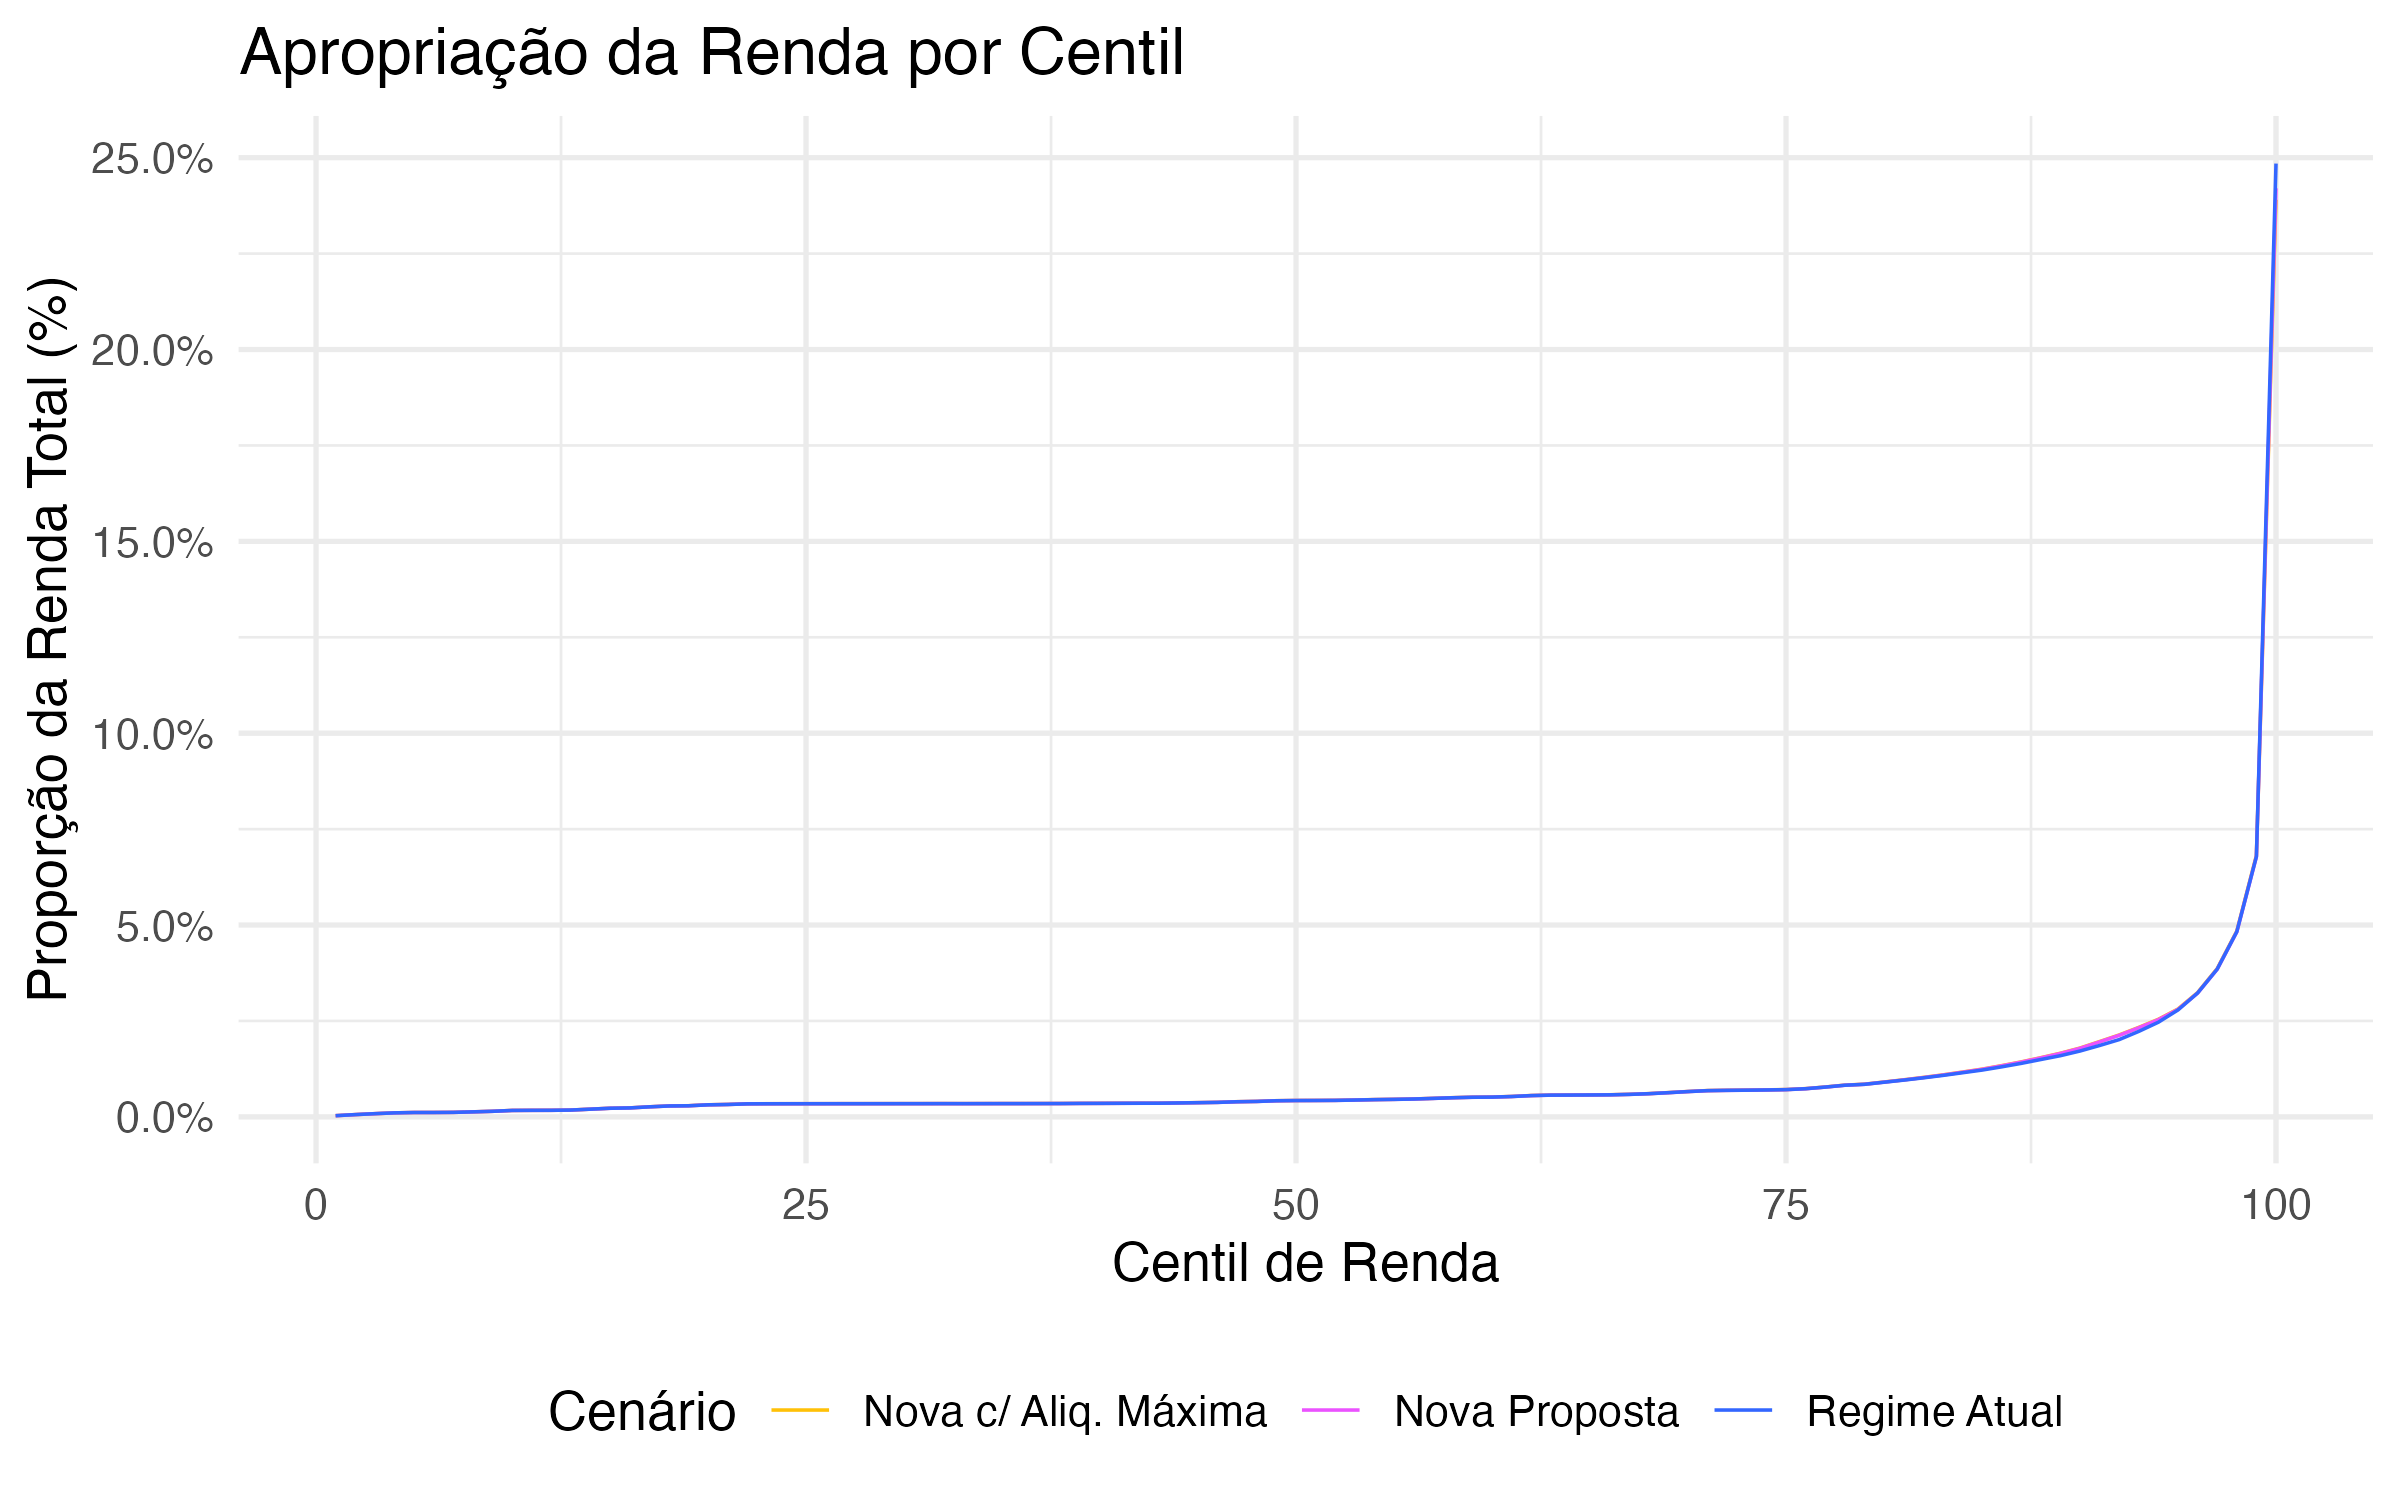 Apropriação da Renda por Centil
Proporção da Renda Total (%)
25.0%
20.0%
15.0%
10.0%
5.0%
0.0%
0 25 50 75 100
Centil de Renda
Cenário Nova c/ Aliq. Máxima Nova Proposta Regime Atual